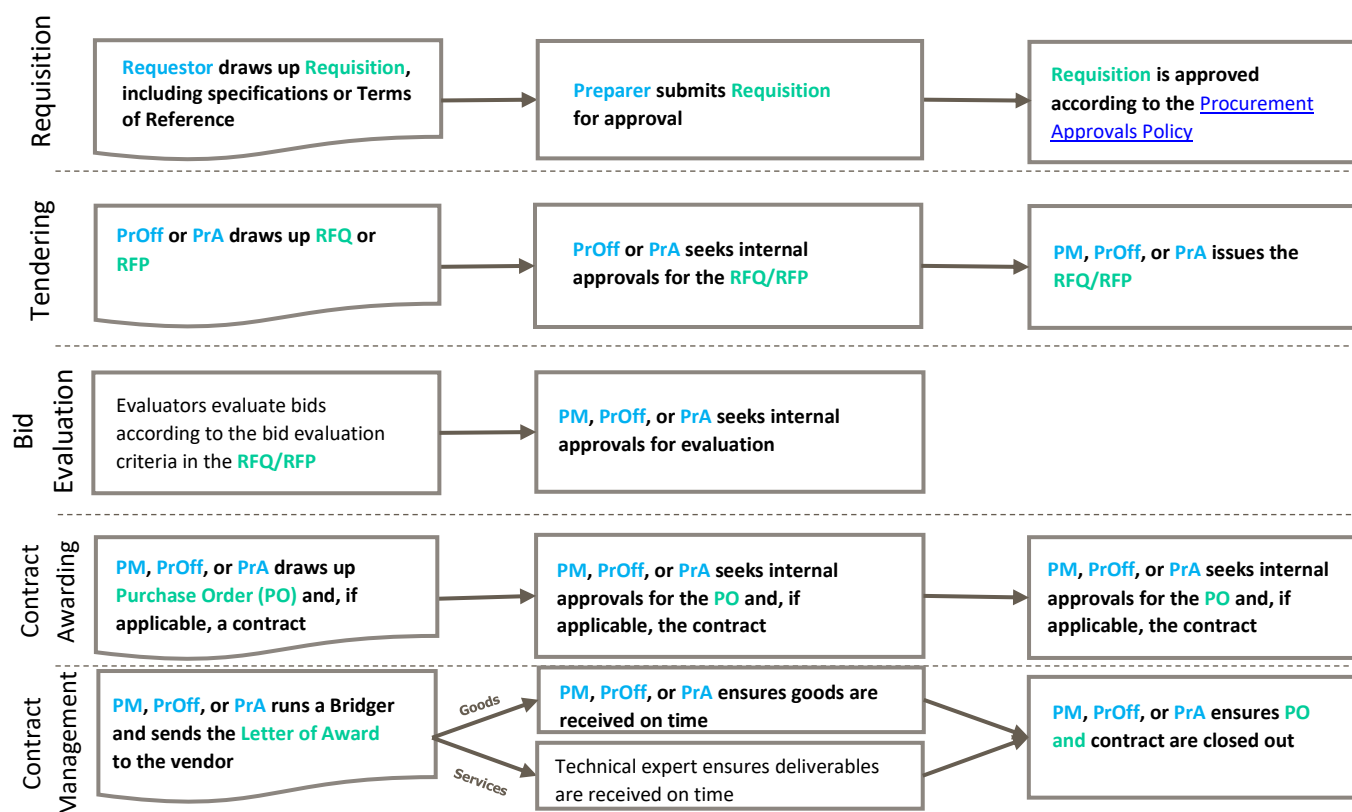 Requisition
Requestor draws up Requisition,
including specifications or Terms
of Reference
Preparer submits Requisition
for approval
Requisition is approved
according to the Procurement
Approvals Policy
Tendering
PrOff or PrA draws up RFQ or
RFP
PrOff or PrA seeks internal
approvals for the RFQ/RFP
PM, PrOff, or PrA issues the
RFQ/RFP
Bid
Evaluation
Evaluators evaluate bids
according to the bid evaluation
criteria in the RFQ/RFP
PM, PrOff, or PrA seeks internal
approvals for evaluation
Contract
Awarding
PM, PrOff, or PrA draws up
Purchase Order (PO) and, if
applicable, a contract
PM, PrOff, or PrA seeks internal
approvals for the PO and, if
applicable, the contract
PM, PrOff, or PrA seeks internal
approvals for the PO and, if
applicable, the contract
Contract
Management
PM, PrOff, or PrA runs a Bridger
and sends the Letter of Award
to the vendor
Goods
PM, PrOff, or PrA ensures goods are
received on time
Services
Technical expert ensures deliverables
are received on time
PM, PrOff, or PrA ensures PO
and contract are closed out